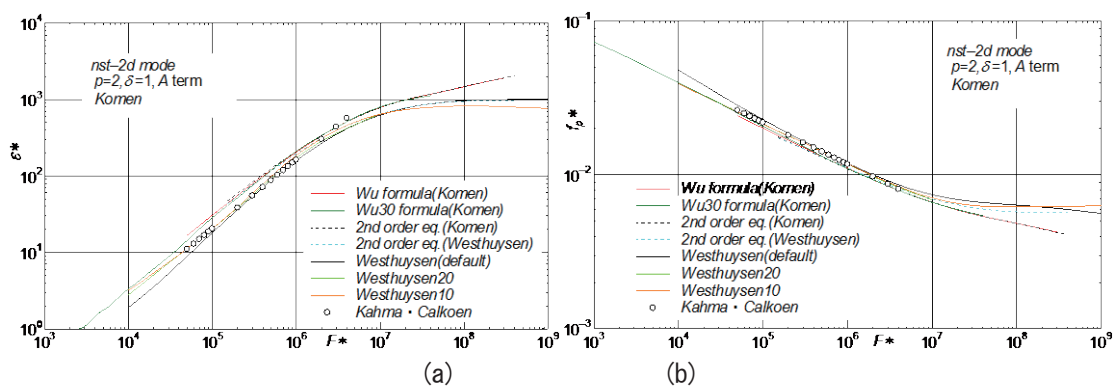 10⁴
10³
10²
10¹
10⁰
ε*
nst–2d mode
p=2, δ=1, A term
Komen
Wu formula(Komen)
Wu30 formula(Komen)
2nd order eq.(Komen)
2nd order eq.(Westhuysen)
Westhuysen(default)
Westhuysen20
Westhuysen10
Kahma・Calkoen
10³ 10⁴ 10⁵ 10⁶ 10⁷ 10⁸ 10⁹
F*
(a)
10⁻¹
10⁻²
10⁻³
fₚ*
nst–2d mode
p=2, δ=1, A term
Komen
Wu formula(Komen)
Wu30 formula(Komen)
2nd order eq.(Komen)
2nd order eq.(Westhuysen)
Westhuysen(default)
Westhuysen20
Westhuysen10
Kahma・Calkoen
10³ 10⁴ 10⁵ 10⁶ 10⁷ 10⁸ 10⁹
F*
(b)